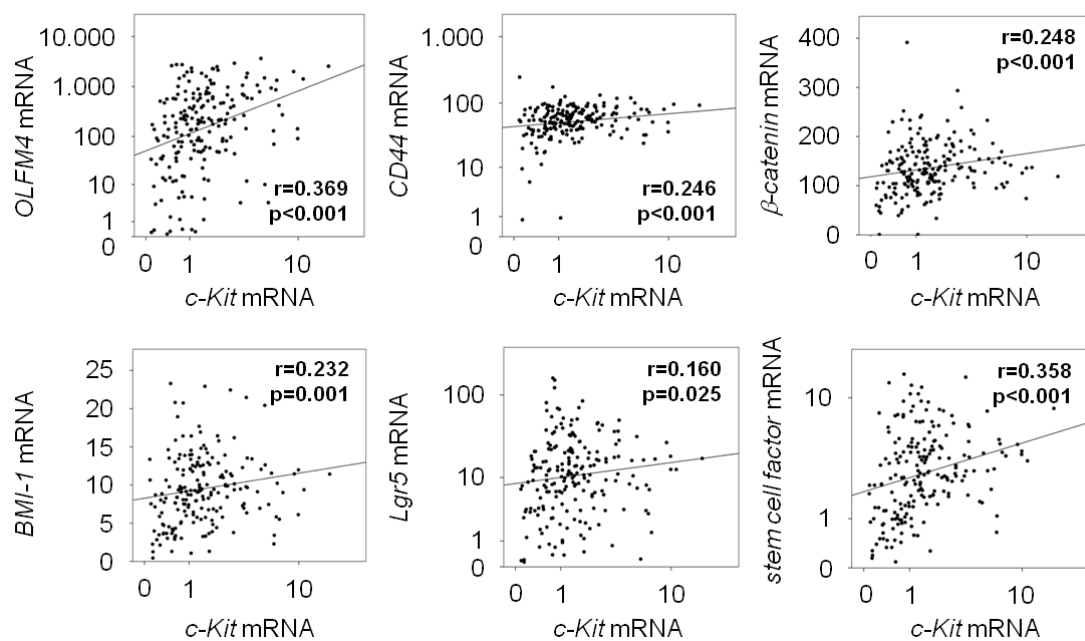 10.000
1.000
100
10
1
0
OLFM4 mRNA
r=0.369
p<0.001
0 1 10
c-Kit mRNA
1.000
100
10
1
0
CD44 mRNA
r=0.246
p<0.001
0 1 10
c-Kit mRNA
400
300
200
100
0
β-catenin mRNA
r=0.248
p<0.001
0 1 10
c-Kit mRNA
25
20
15
10
5
0
BMI-1 mRNA
r=0.232
p=0.001
0 1 10
c-Kit mRNA
100
10
1
0
Lgr5 mRNA
r=0.160
p=0.025
0 1 10
c-Kit mRNA
10
1
0
stem cell factor mRNA
r=0.358
p<0.001
0 1 10
c-Kit mRNA